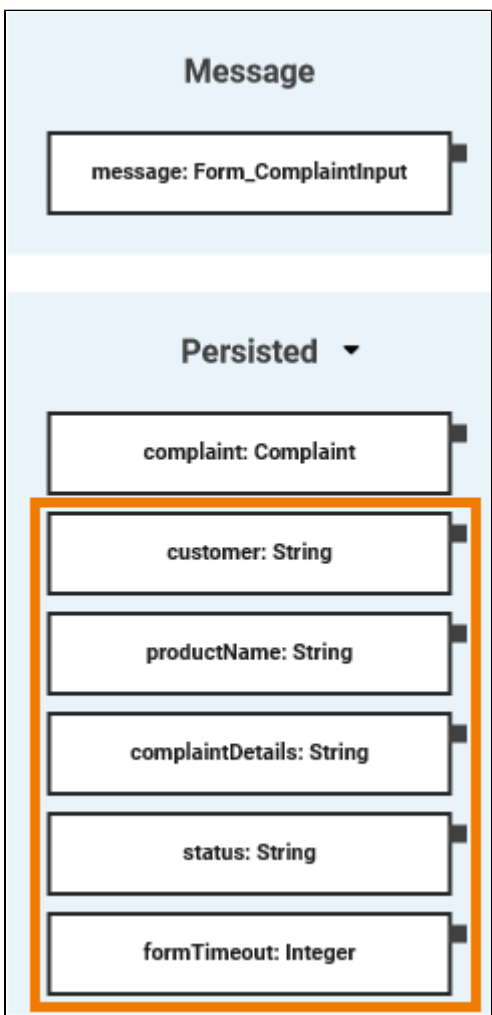 Message
message: Form_ComplaintInput
Persisted
complaint: Complaint
customer: String
productName: String
complaintDetails: String
status: String
formTimeout: Integer